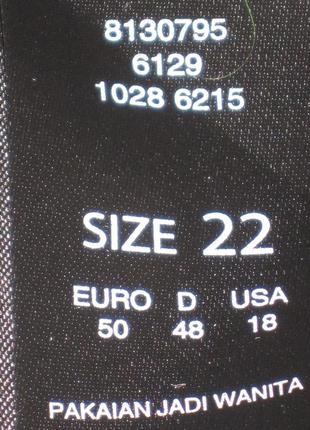 8130795
6129
1028 6215
SIZE 22
EURO D USA
50 48 18
PAKAIAN JADI WANITA